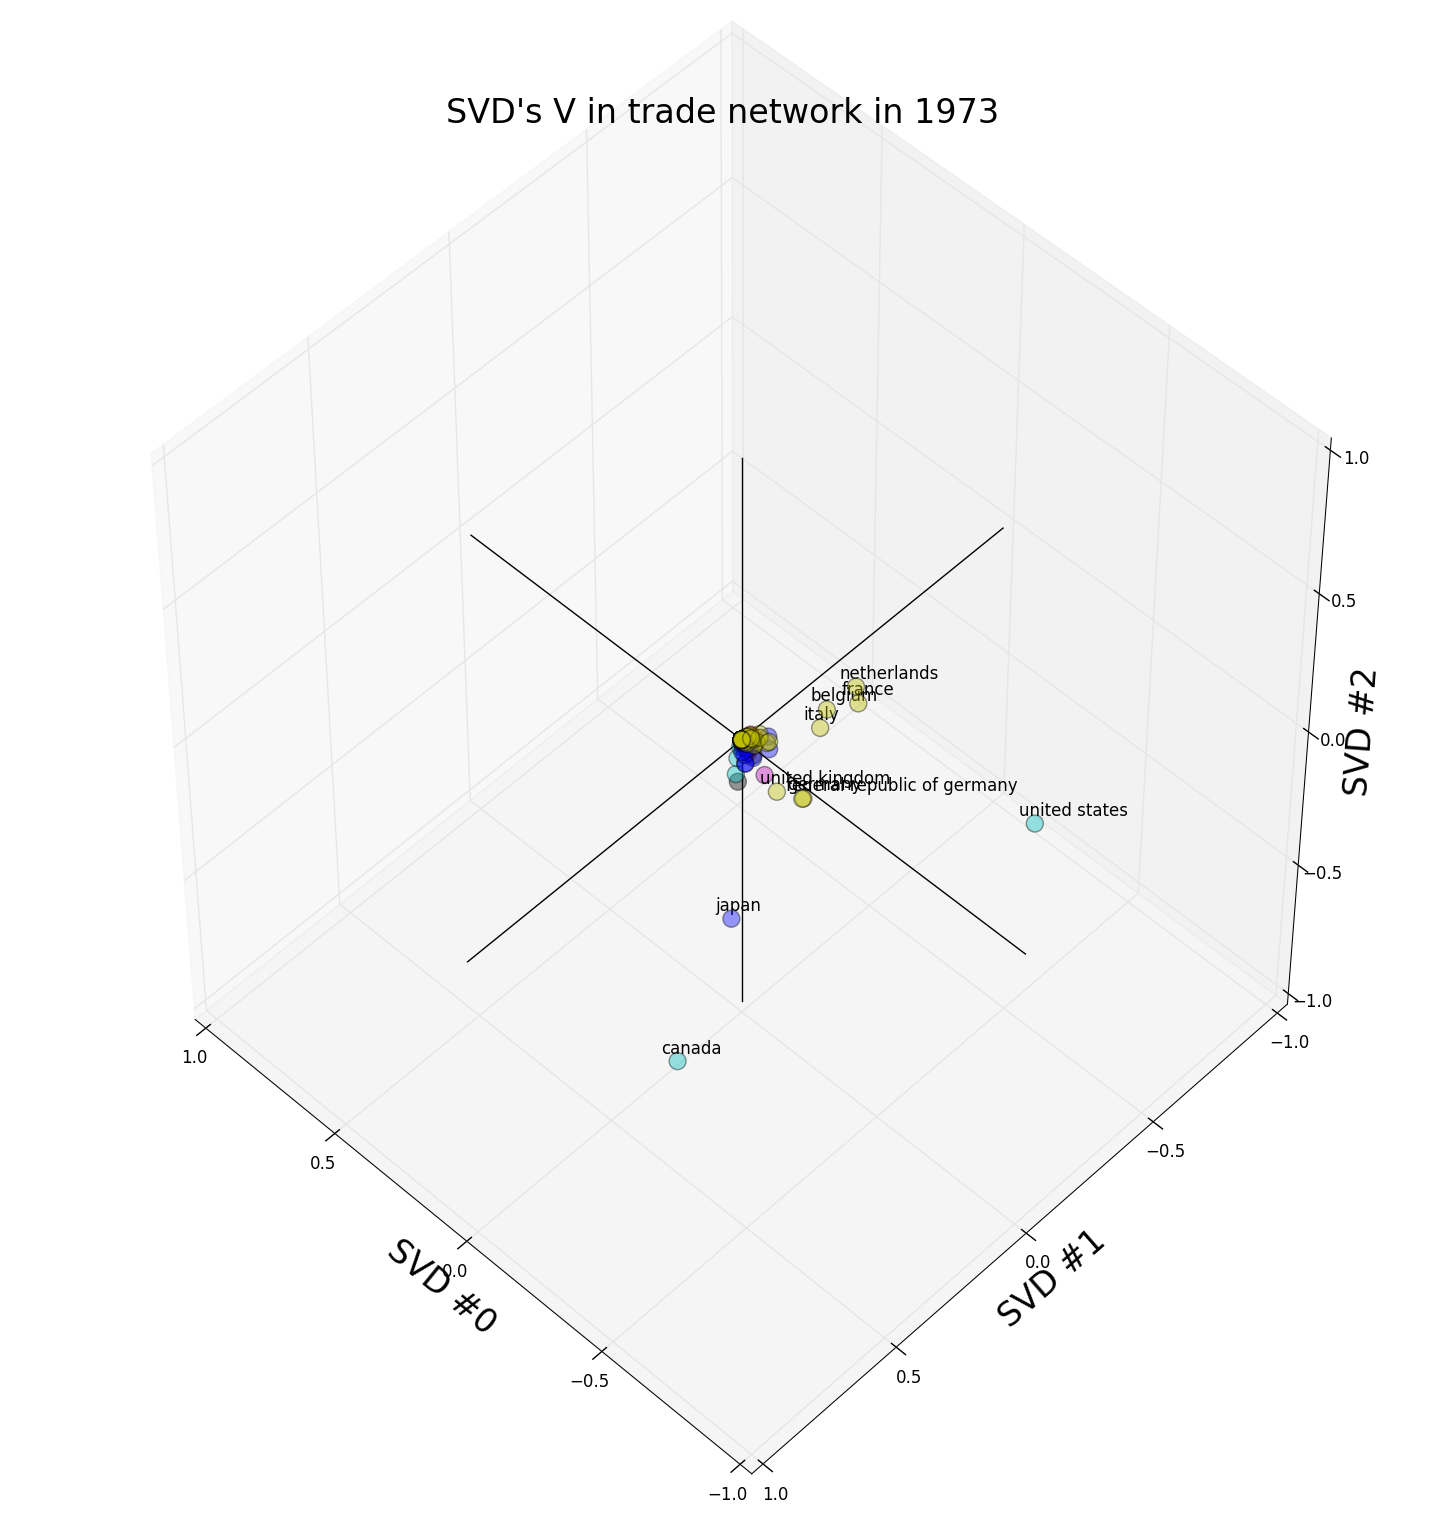 SVD's V in trade network in 1973
1.0
0.5
0.0
−0.5
−1.0
SVD #2
netherlands
france
belgium
italy
united kingdom
germany
federal republic of germany
united states
japan
canada
1.0
0.5
0.0
−0.5
−1.0
SVD #0
−1.0
−0.5
0.0
0.5
1.0
SVD #1